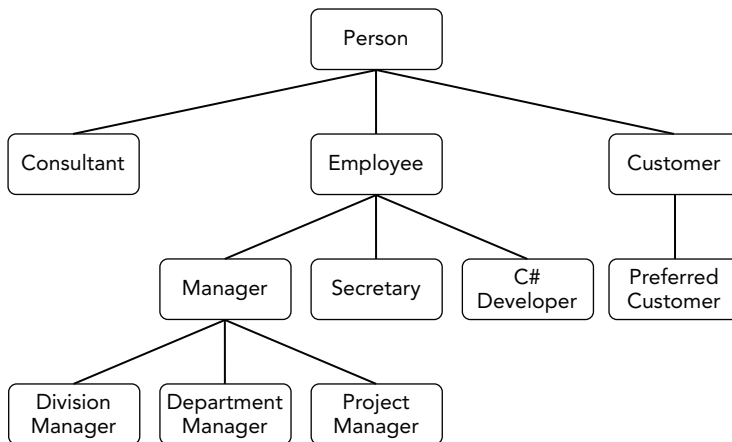 Person
Consultant
Employee
Customer
Manager
Secretary
C#
Developer
Preferred
Customer
Division
Manager
Department
Manager
Project
Manager